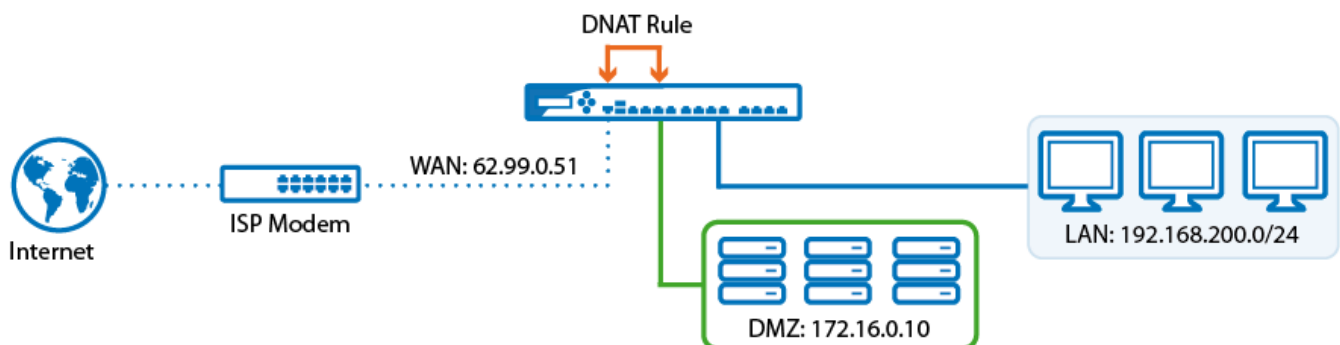 DNAT Rule
WAN: 62.99.0.51
Internet
ISP Modem
LAN: 192.168.200.0/24
DMZ: 172.16.0.10